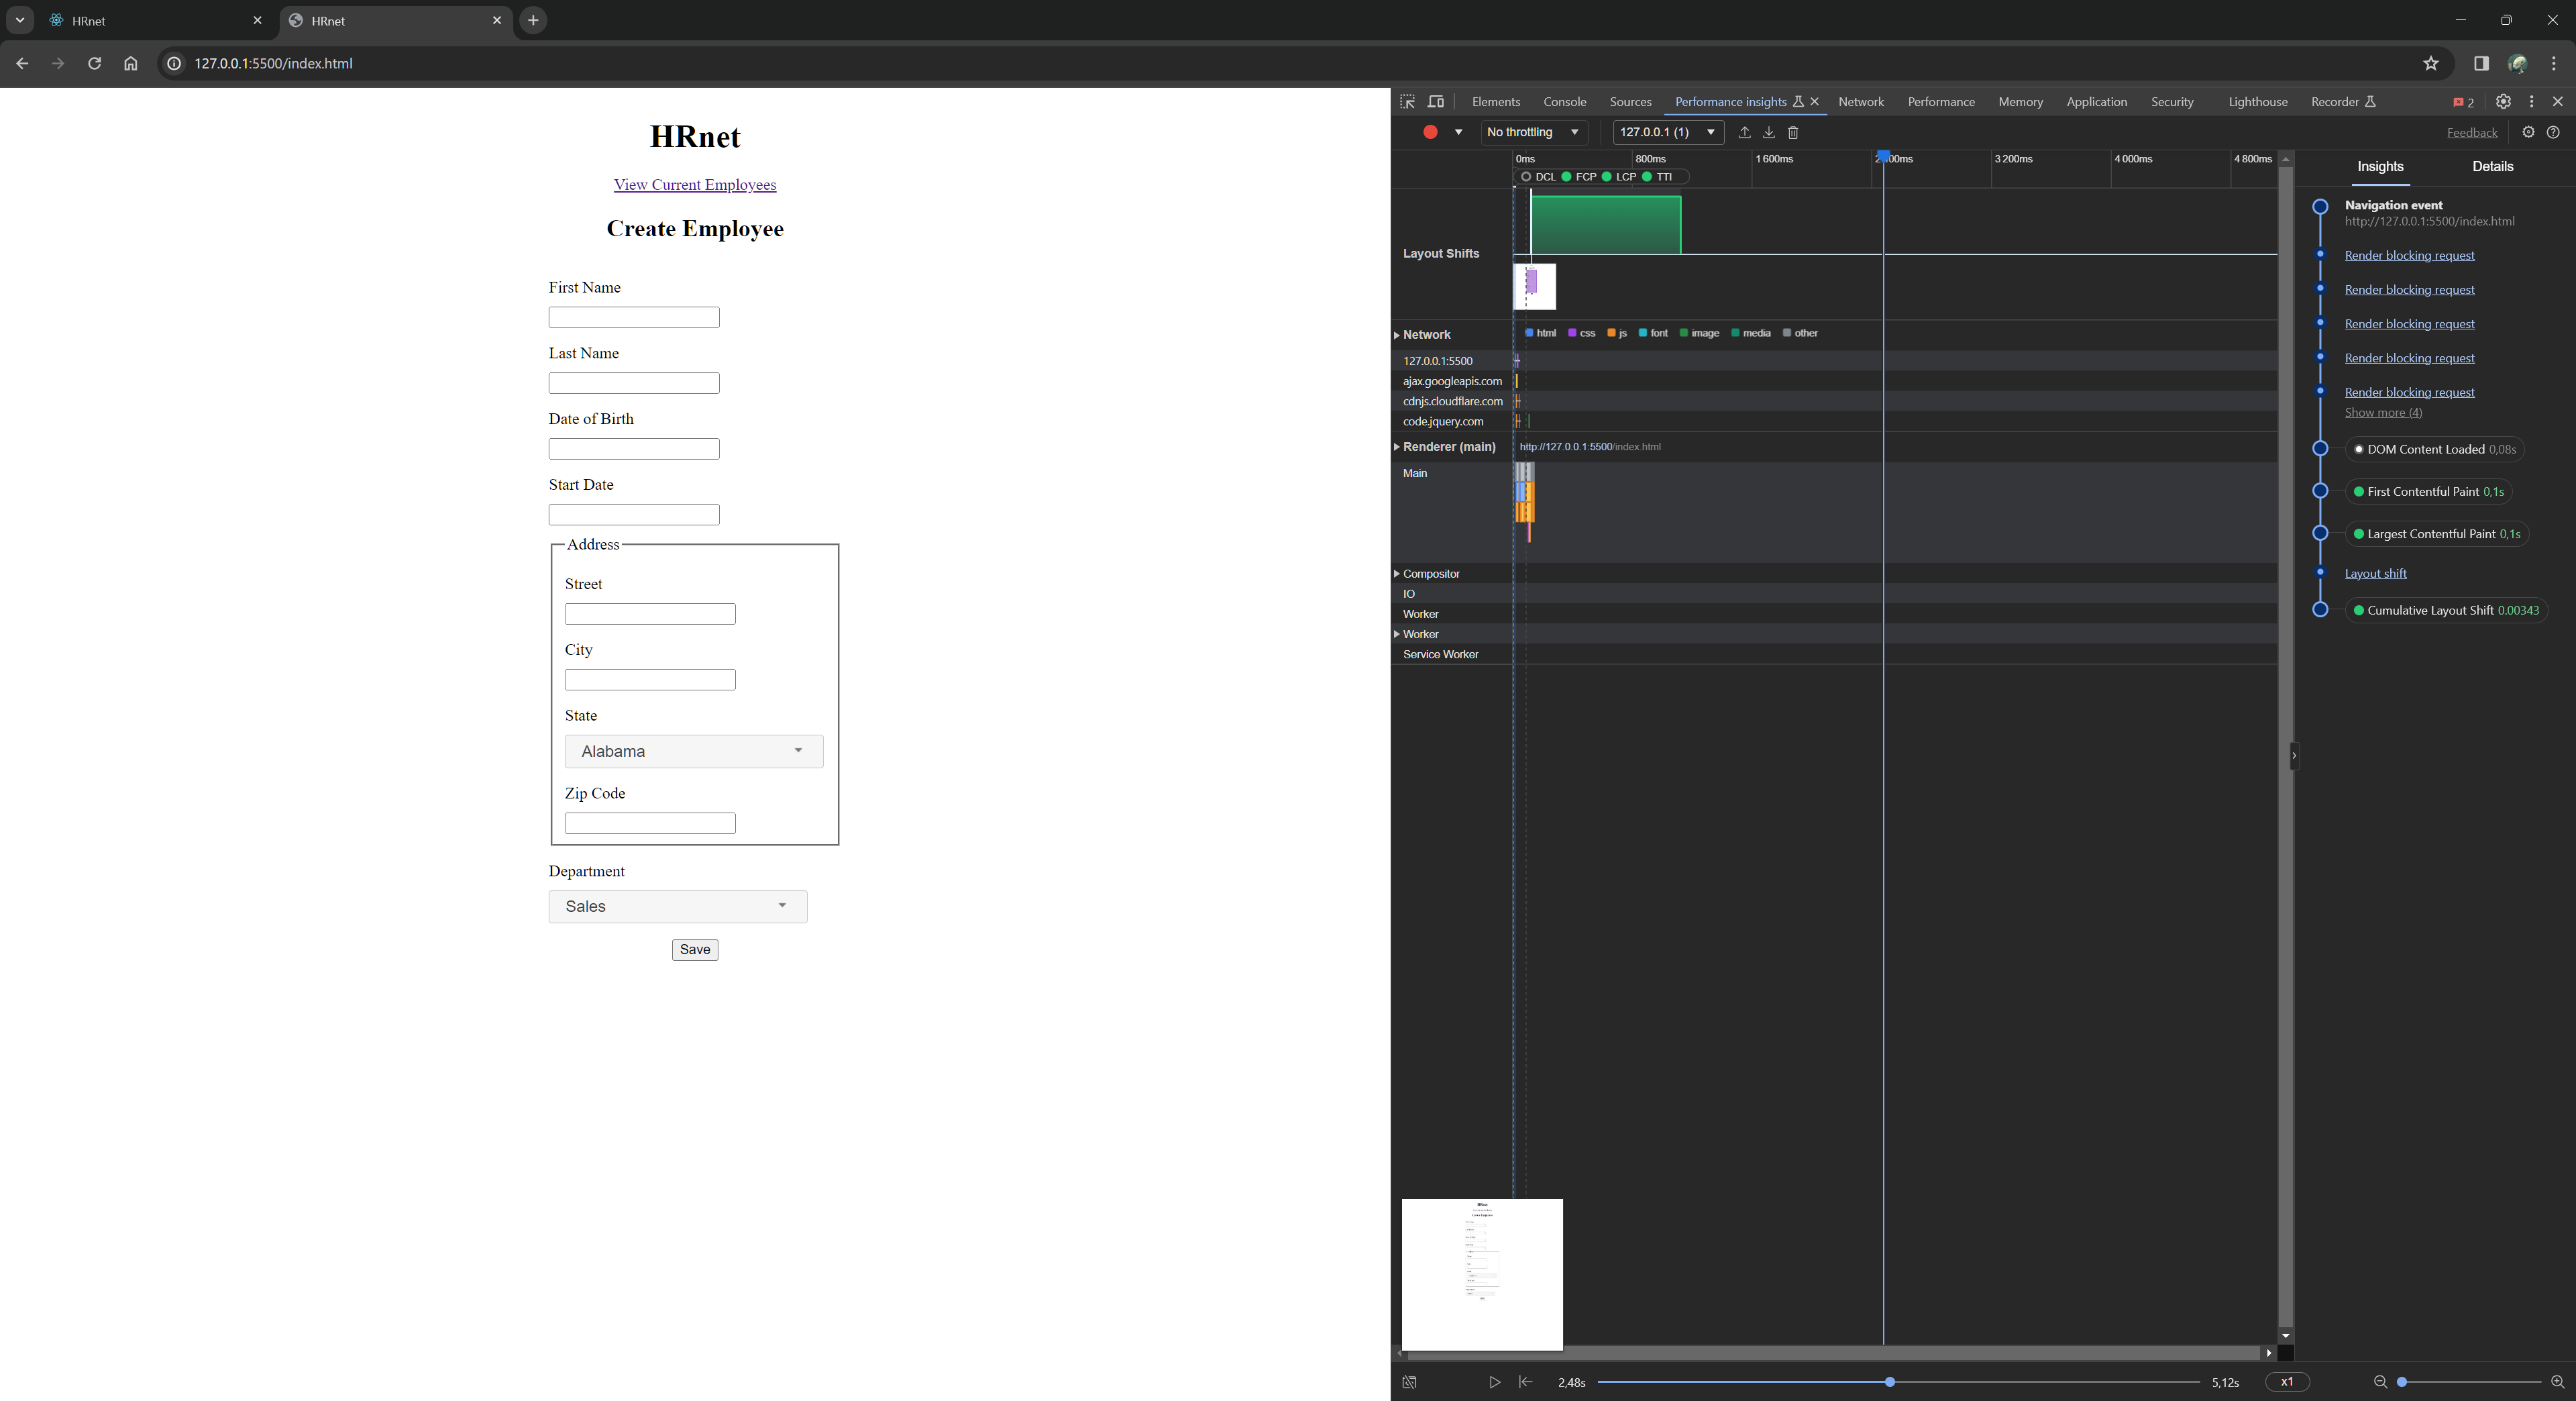 HRnet
HRnet
127.0.0.1:5500/index.html
HRnet
View Current Employees
Create Employee
First Name
Last Name
Date of Birth
Start Date
Address
Street
City
State
Alabama
Zip Code
Department
Sales
Save
Elements Console Sources Performance insights Network Performance Memory Application Security Lighthouse Recorder 2
No throttling 127.0.0.1 (1) Feedback
0ms 800ms 1 600ms 3 200ms 4 000ms 4 800ms
DCL FCP LCP TTI
Layout Shifts
Network html css js font image media other
127.0.0.1:5500
ajax.googleapis.com
cdnjs.cloudflare.com
code.jquery.com
Renderer (main) http://127.0.0.1:5500/index.html
Main
Compositor
IO
Worker
Worker
Service Worker
2,48s 5,12s x1
Insights Details
Navigation event
http://127.0.0.1:5500/index.html
Render blocking request
Render blocking request
Render blocking request
Render blocking request
Render blocking request
Show more (4)
DOM Content Loaded 0,08s
First Contentful Paint 0,1s
Largest Contentful Paint 0,1s
Layout shift
Cumulative Layout Shift 0.00343